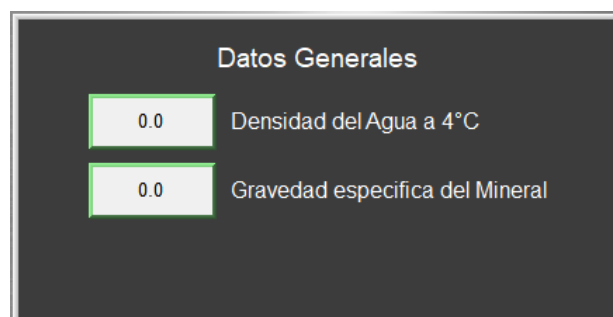 Datos Generales
0.0 Densidad del Agua a 4°C
0.0 Gravedad especifica del Mineral